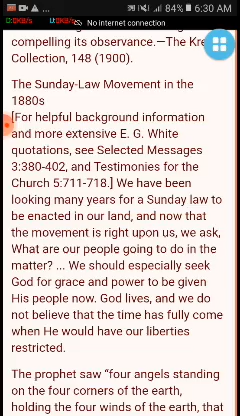 0:0KB/s U:0KB/s 84% 6:30 AM
No internet connection
compelling its observance.—The Kre
Collection, 148 (1900).
The Sunday-Law Movement in the
1880s
[For helpful background information
and more extensive E. G. White
quotations, see Selected Messages
3:380-402, and Testimonies for the
Church 5:711-718.] We have been
looking many years for a Sunday law to
be enacted in our land, and now that
the movement is right upon us, we ask,
What are our people going to do in the
matter? ... We should especially seek
God for grace and power to be given
His people now. God lives, and we do
not believe that the time has fully come
when He would have our liberties
restricted.
The prophet saw “four angels standing
on the four corners of the earth,
holding the four winds of the earth, that